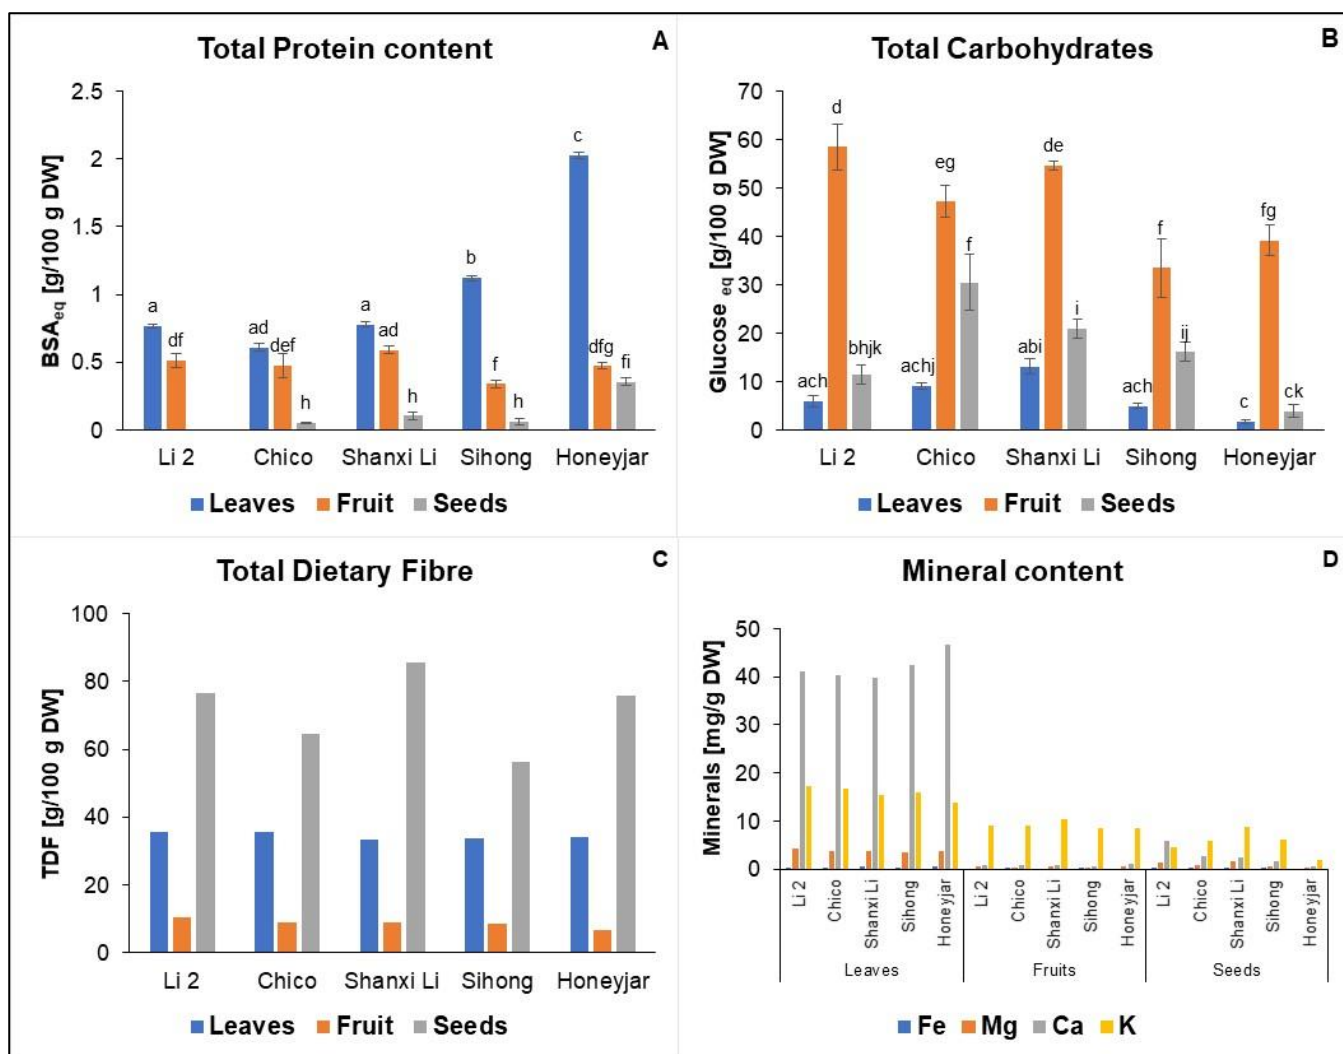 Total Protein content
A
BSAeq [g/100 g DW]
2.5
2
1.5
1
0.5
0
a
df
ad
def
h
a
ad
h
b
f
h
c
dfg
fi
Li 2 Chico Shanxi Li Sihong Honeyjar
Leaves Fruit Seeds
Total Carbohydrates
B
Glucose eq [g/100 g DW]
70
60
50
40
30
20
10
0
ach
d
bhjk
achj
eg
f
abi
de
i
ach
f
ij
c
fg
ck
Li 2 Chico Shanxi Li Sihong Honeyjar
Leaves Fruit Seeds
Total Dietary Fibre
C
TDF [g/100 g DW]
100
80
60
40
20
0
Li 2 Chico Shanxi Li Sihong Honeyjar
Leaves Fruit Seeds
Mineral content
D
Minerals [mg/g DW]
50
40
30
20
10
0
Li 2 Chico Shanxi Li Sihong Honeyjar Li 2 Chico Shanxi Li Sihong Honeyjar Li 2 Chico Shanxi Li Sihong Honeyjar
Leaves Fruits Seeds
Fe Mg Ca K